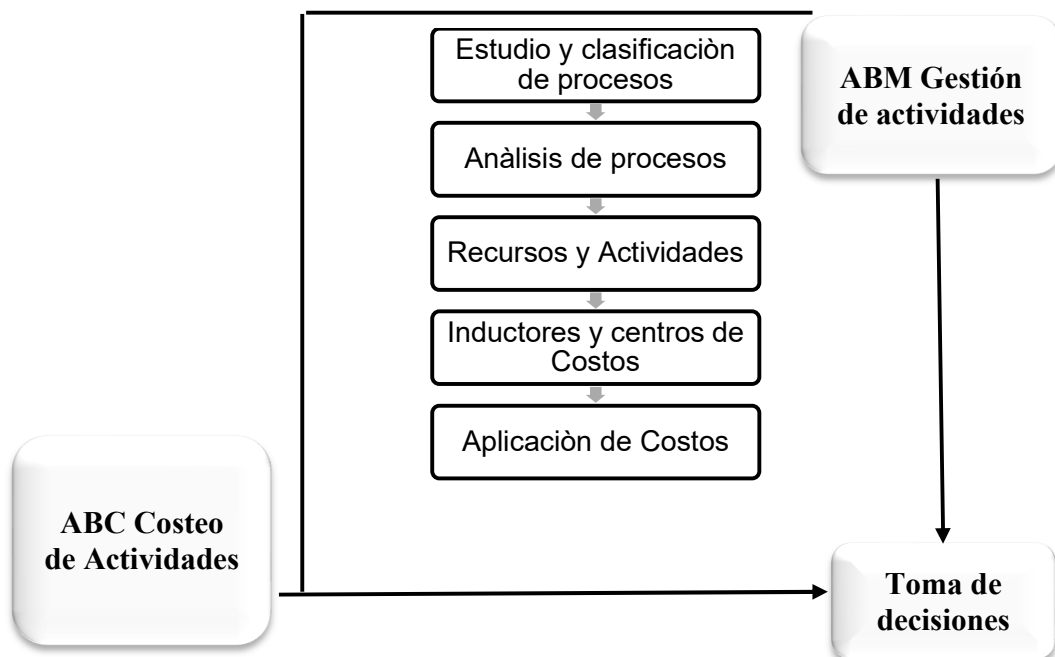 Estudio y clasificaciòn
de procesos
Anàlisis de procesos
Recursos y Actividades
Inductores y centros de
Costos
Aplicaciòn de Costos
ABM Gestión
de actividades
ABC Costeo
de Actividades
Toma de
decisiones